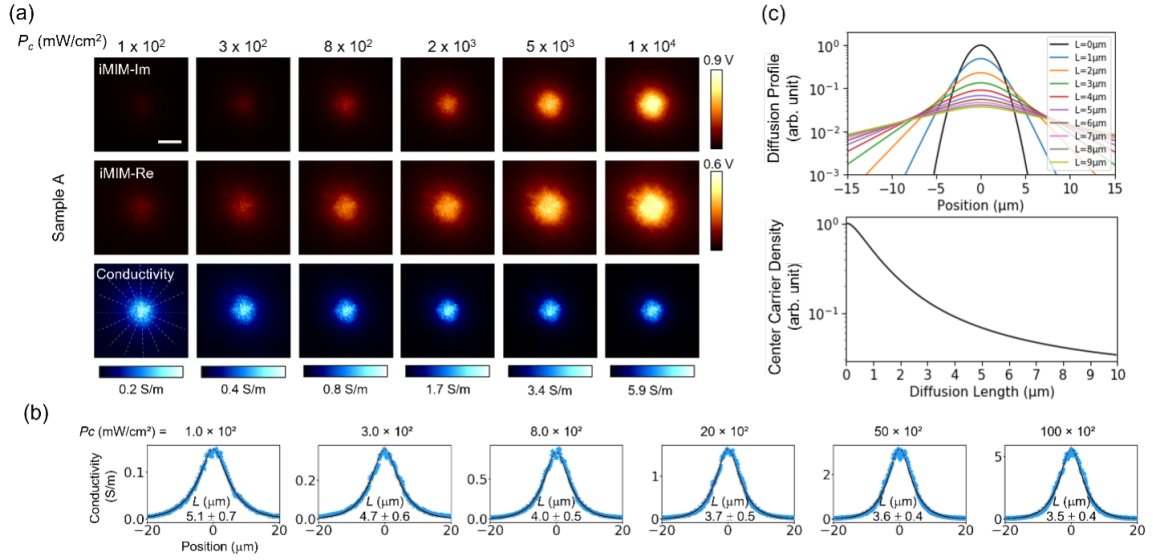 (a)
P_c (mW/cm²)
1 x 10²
3 x 10²
8 x 10²
2 x 10³
5 x 10³
1 x 10⁴
Sample A
iMIM-Im
0.9 V
iMIM-Re
0.6 V
Conductivity
0.2 S/m
0.4 S/m
0.8 S/m
1.7 S/m
3.4 S/m
5.9 S/m
(c)
Diffusion Profile
(arb. unit)
10⁰
10⁻¹
10⁻²
10⁻³
L=0μm
L=1μm
L=2μm
L=3μm
L=4μm
L=5μm
L=6μm
L=7μm
L=8μm
L=9μm
−15 −10 −5 0 5 10 15
Position (μm)
Center Carrier Density
(arb. unit)
10⁰
10⁻¹
0 1 2 3 4 5 6 7 8 9 10
Diffusion Length (μm)
(b)
Pc (mW/cm²) =
1.0 × 10²
3.0 × 10²
8.0 × 10²
20 × 10²
50 × 10²
100 × 10²
Conductivity
(S/m)
0.1
0.0
L (μm)
5.1 ± 0.7
−20 0 20
Position (μm)
0.2
0.0
L (μm)
4.7 ± 0.6
−20 0 20
0.5
0.0
L (μm)
4.0 ± 0.5
−20 0 20
1
0
L (μm)
3.7 ± 0.5
−20 0 20
2
0
L (μm)
3.6 ± 0.4
−20 0 20
5
0
L (μm)
3.5 ± 0.4
−20 0 20